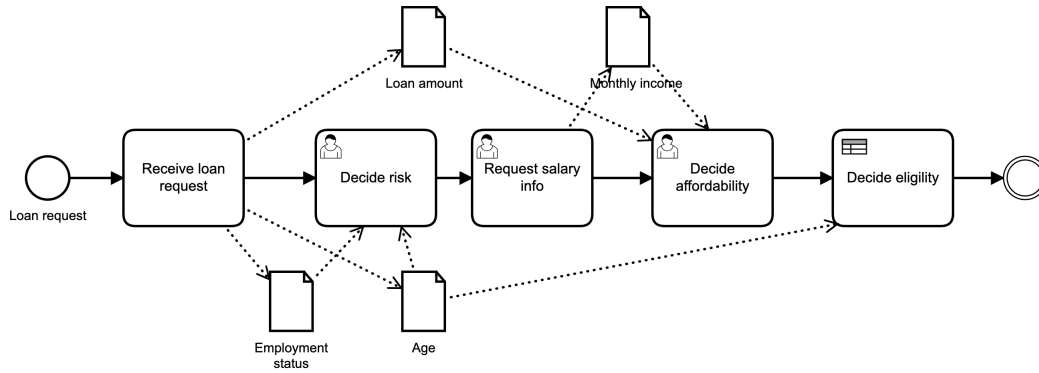 Loan amount
Monthly income
Receive loan
request
Decide risk
Request salary
info
Decide
affordability
Decide eligility
Loan request
Employment
status
Age